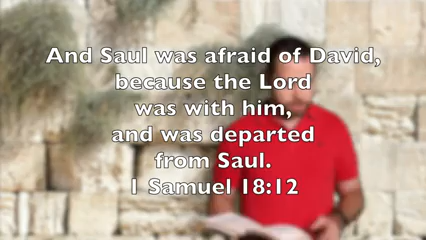 And Saul was afraid of David,
because the Lord
was with him,
and was departed
from Saul.
1 Samuel 18:12